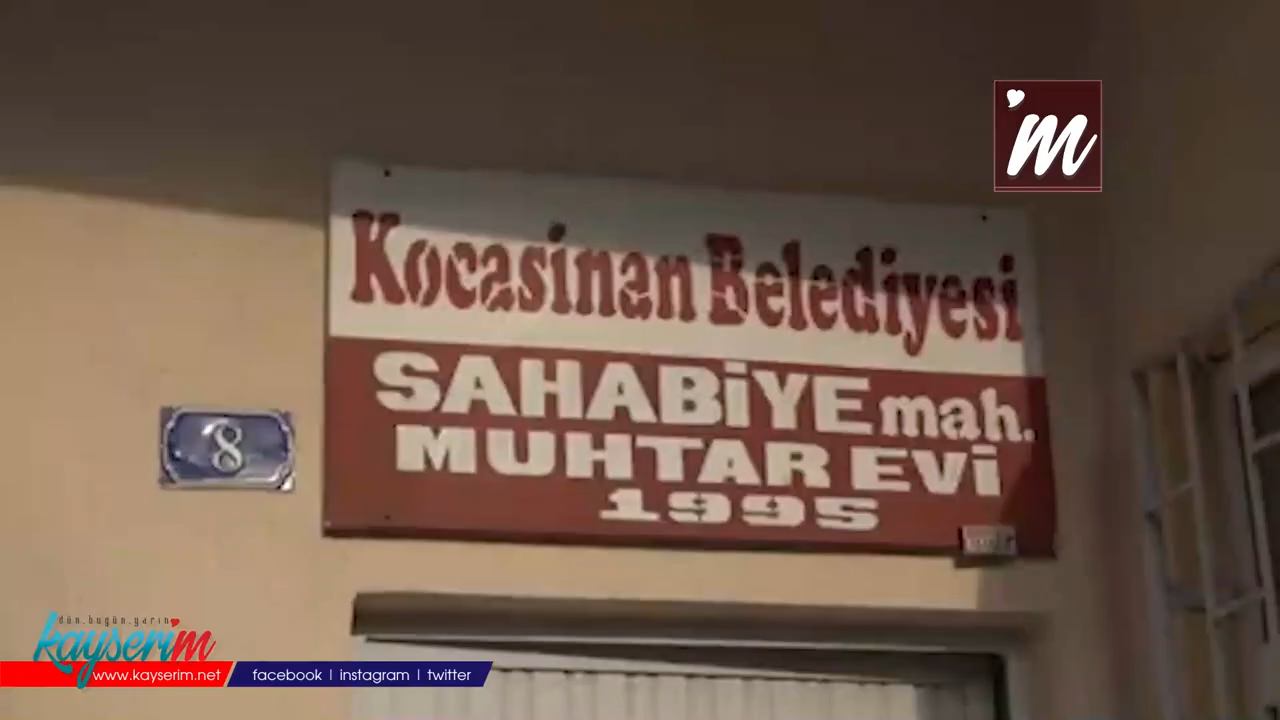 'm
Kocasinan Belediyesi
SAHABİYE mah.
MUHTAR EVİ
1995
8
dün.bugün.yarın
kayserim
www.kayserim.net
facebook | instagram | twitter